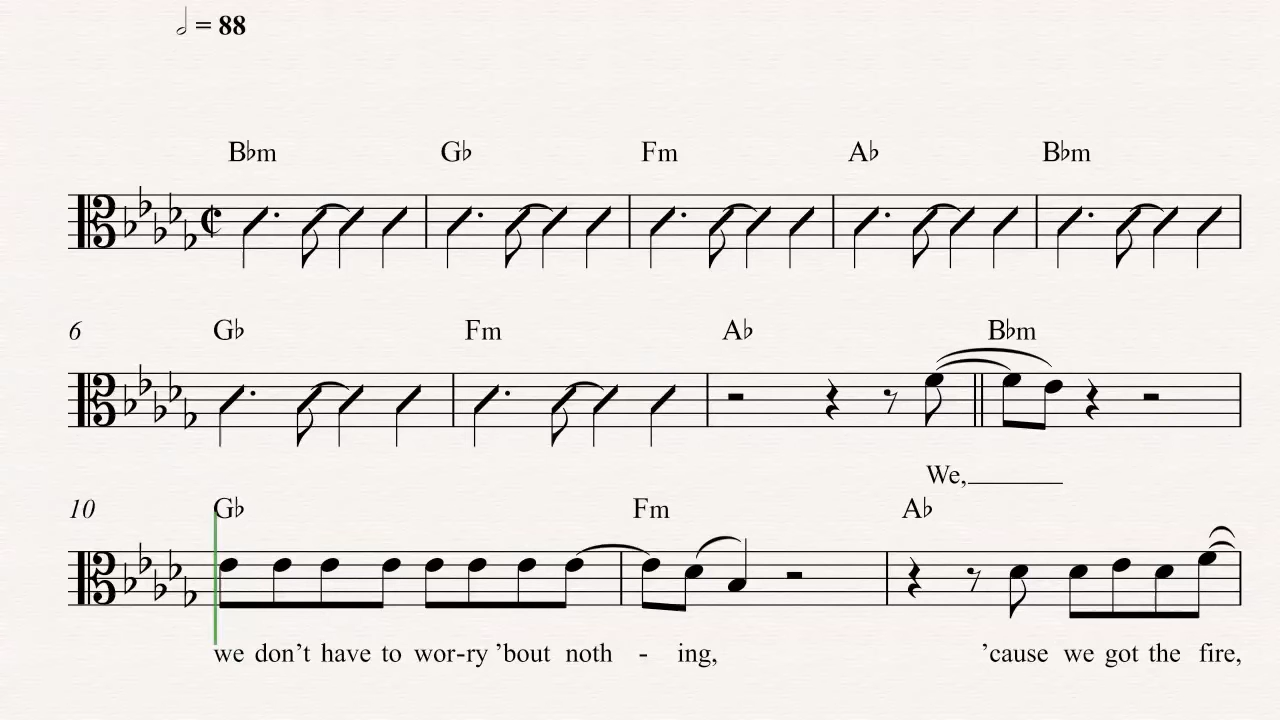 = 88
B♭m G♭ Fm A♭ B♭m
6 G♭ Fm A♭ B♭m
We,
10 G♭ Fm A♭
we don't have to wor-ry 'bout noth - ing, 'cause we got the fire,